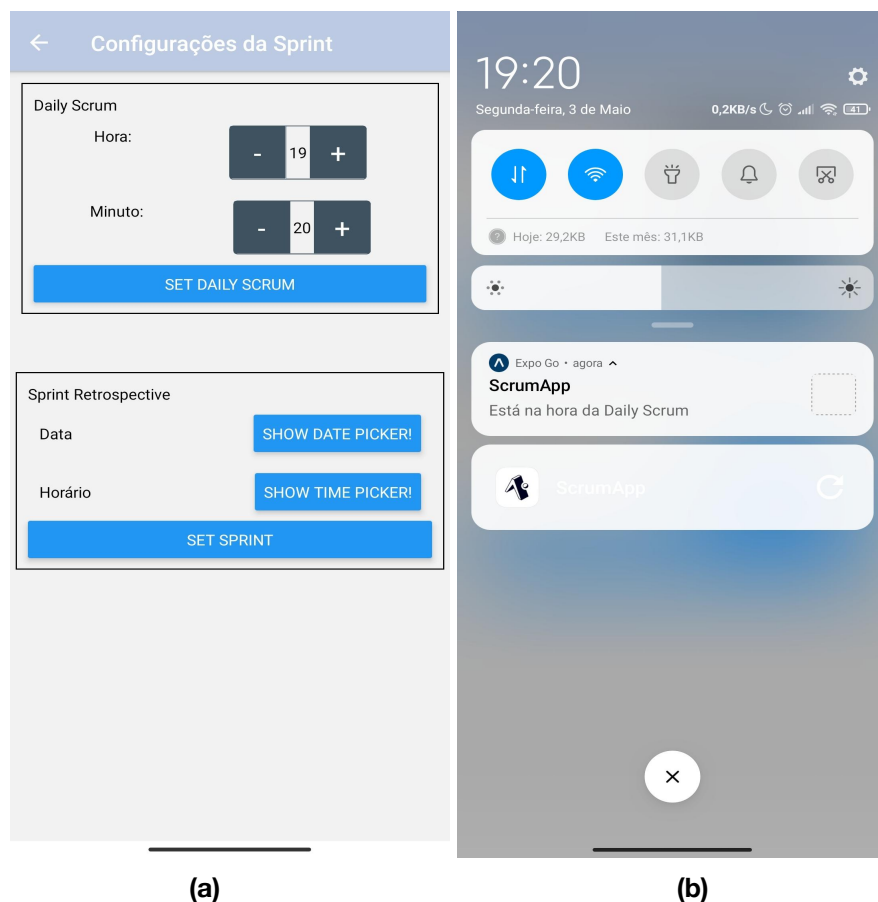 Configurações da Sprint
Daily Scrum
Hora:
- 19 +
Minuto:
- 20 +
SET DAILY SCRUM
Sprint Retrospective
Data
SHOW DATE PICKER!
Horário
SHOW TIME PICKER!
SET SPRINT
(a)
19:20
Segunda-feira, 3 de Maio
0,2KB/s
41
? Hoje: 29,2KB Este mês: 31,1KB
Expo Go • agora
ScrumApp
Está na hora da Daily Scrum
ScrumApp
(b)